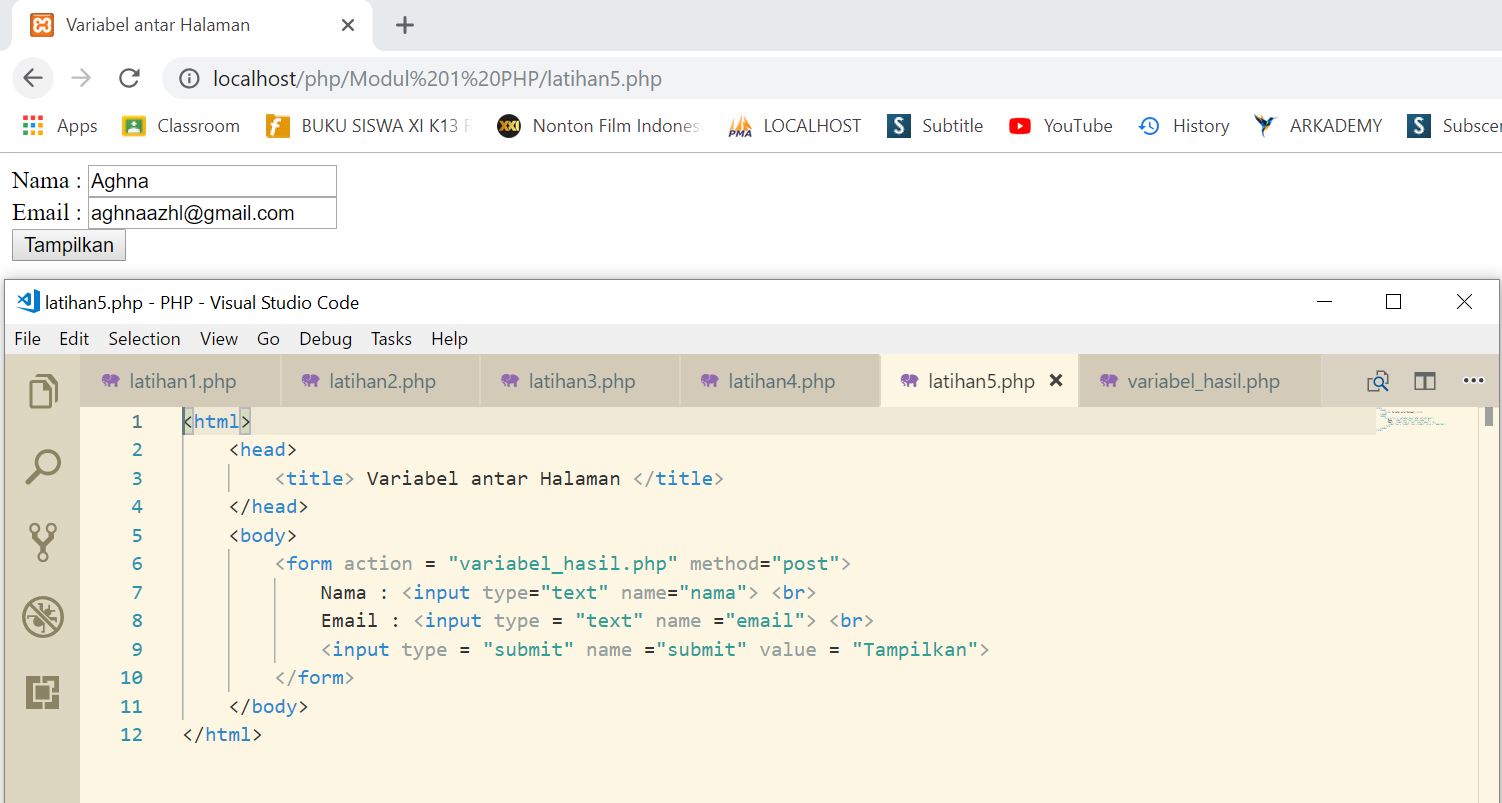 Variabel antar Halaman
localhost/php/Modul%201%20PHP/latihan5.php
Apps Classroom BUKU SISWA XI K13 Nonton Film Indones PMA LOCALHOST S Subtitle YouTube History ARKADEMY S Subscen
Nama : Aghna
Email : aghnaazhl@gmail.com
Tampilkan
latihan5.php - PHP - Visual Studio Code
File Edit Selection View Go Debug Tasks Help
latihan1.php latihan2.php latihan3.php latihan4.php latihan5.php variabel_hasil.php
1 <html>
2 <head>
3 <title> Variabel antar Halaman </title>
4 </head>
5 <body>
6 <form action = "variabel_hasil.php" method="post">
7 Nama : <input type="text" name="nama"> <br>
8 Email : <input type = "text" name ="email"> <br>
9 <input type = "submit" name ="submit" value = "Tampilkan">
10 </form>
11 </body>
12 </html>